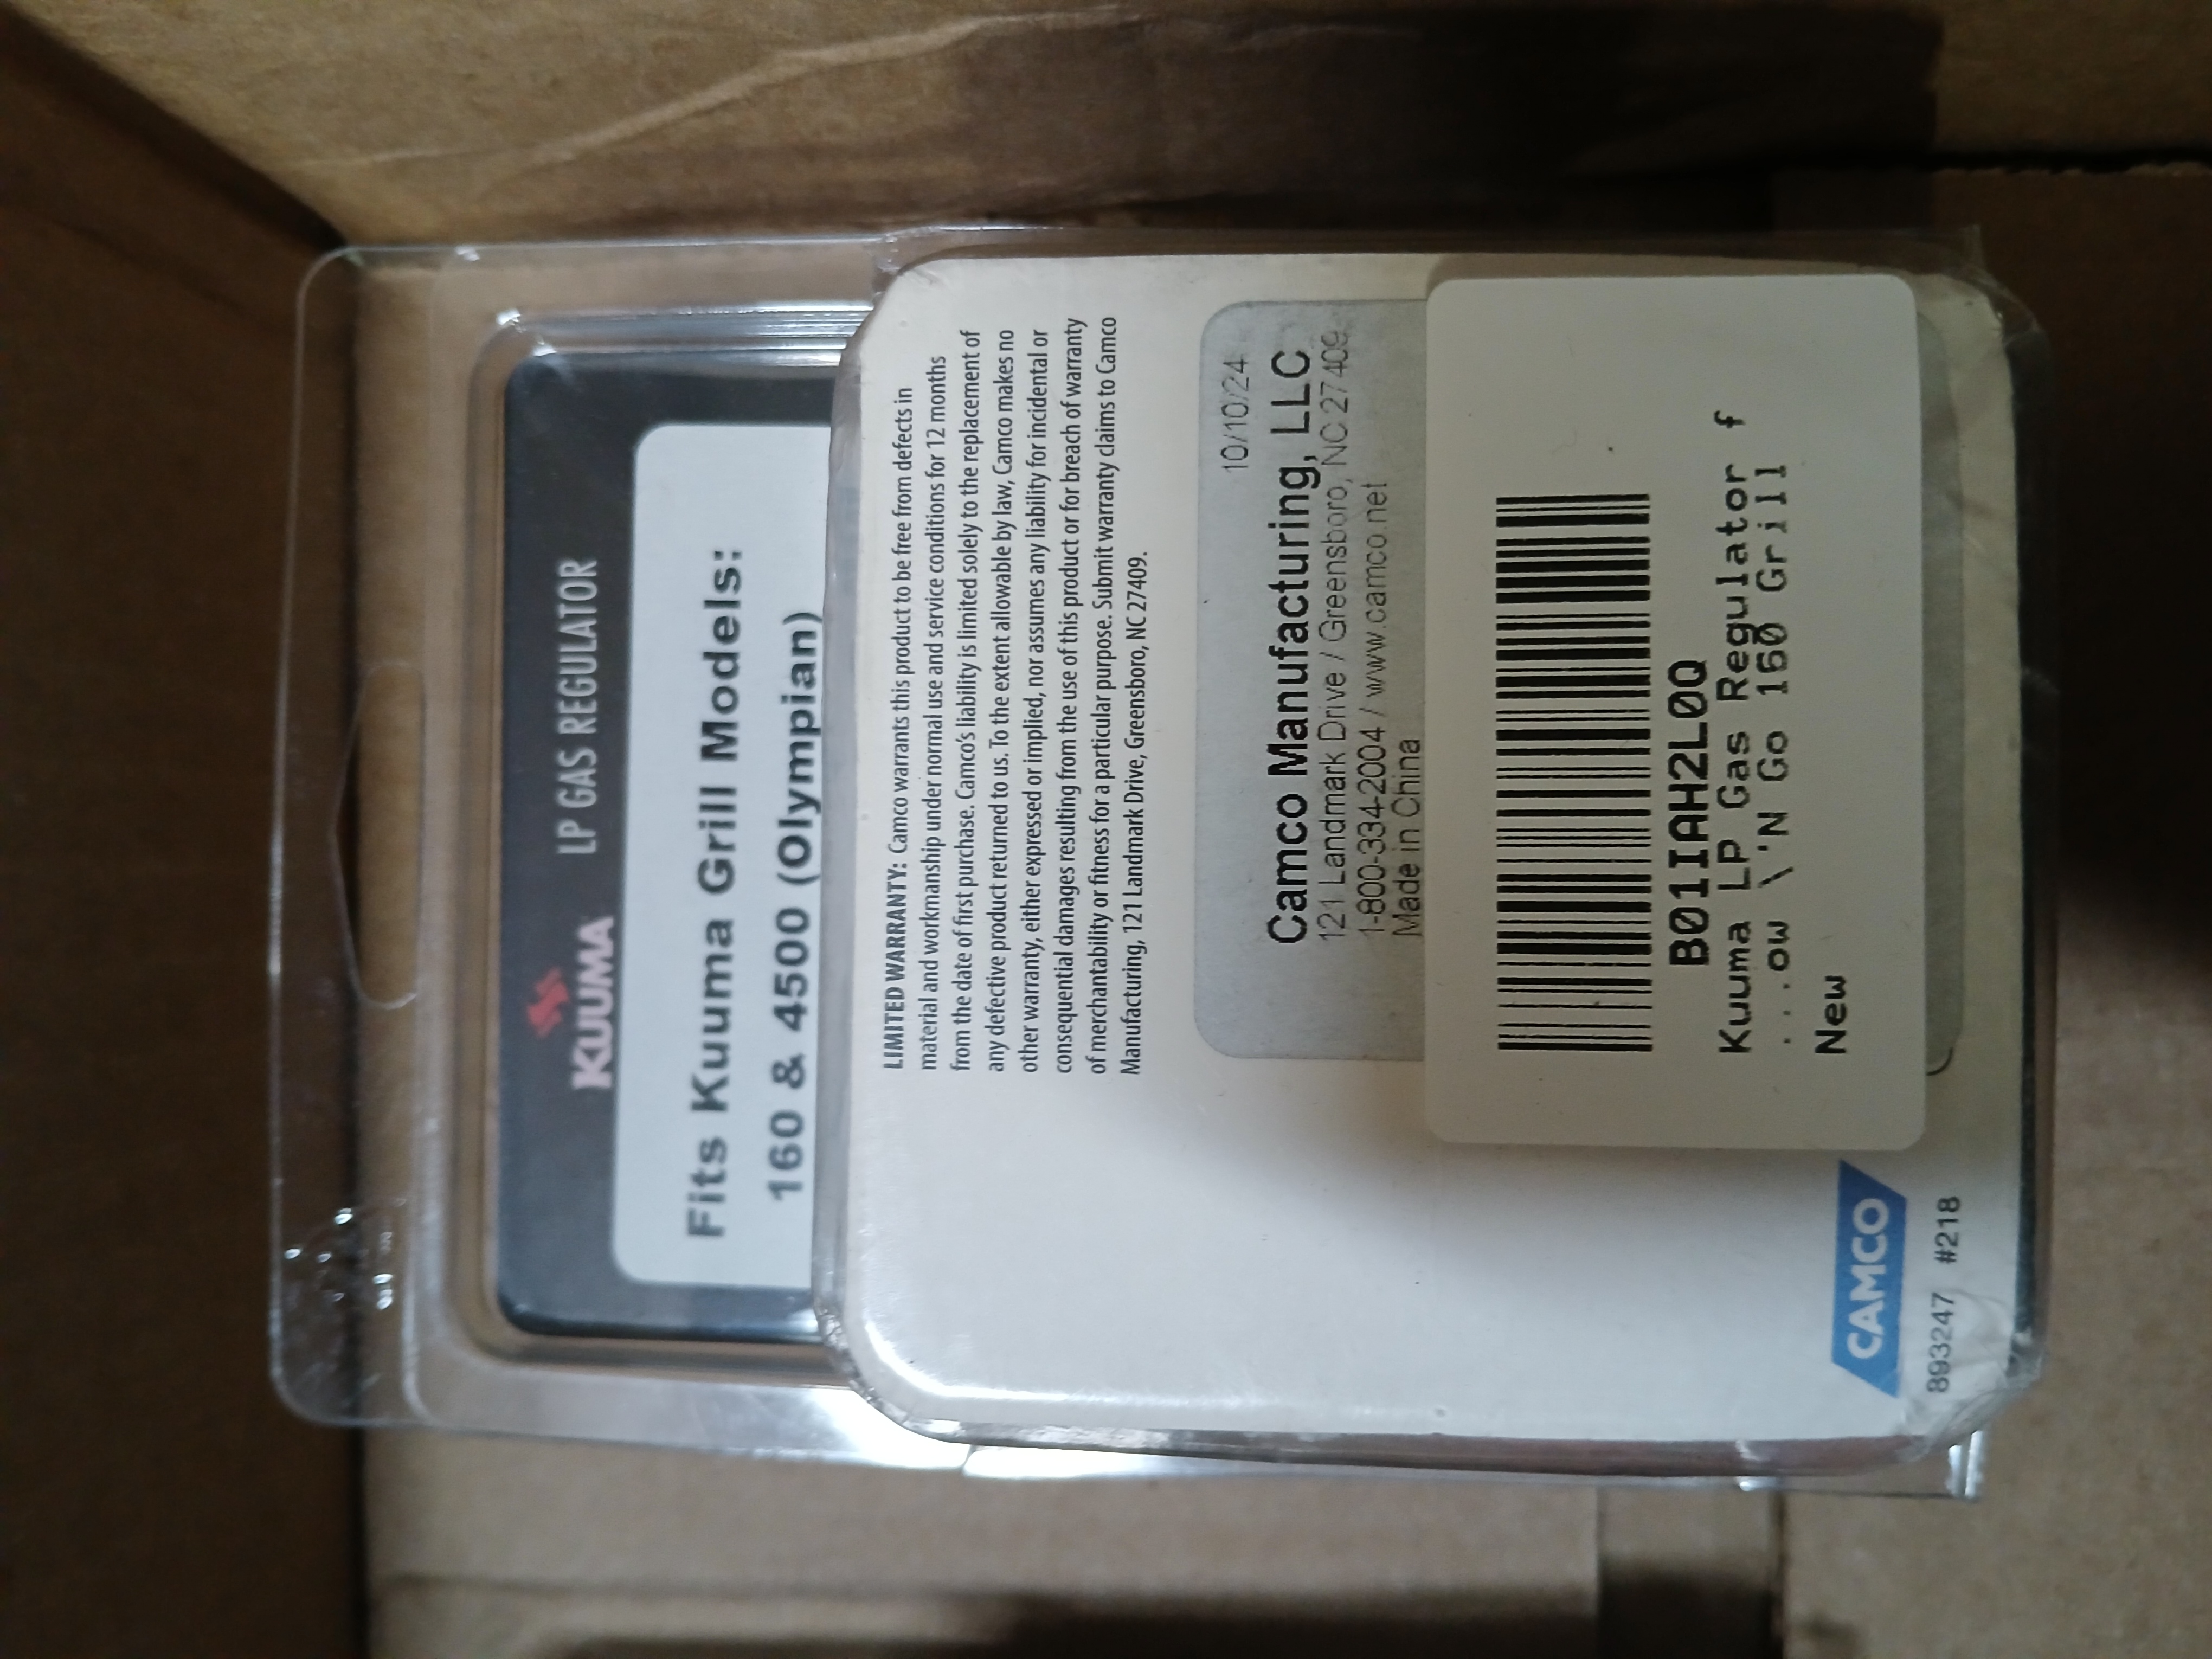 KUUMA
LP GAS REGULATOR
Fits Kuuma Grill Models:
160 & 4500 (Olympian)
LIMITED WARRANTY: Camco warrants this product to be free from defects in
material and workmanship under normal use and service conditions for 12 months
from the date of first purchase. Camco's liability is limited solely to the replacement of
any defective product returned to us. To the extent allowable by law, Camco makes no
other warranty, either expressed or implied, nor assumes any liability for incidental or
consequential damages resulting from the use of this product or for breach of warranty
of merchantability or fitness for a particular purpose. Submit warranty claims to Camco
Manufacturing, 121 Landmark Drive, Greensboro, NC 27409.
10/10/24
Camco Manufacturing, LLC
121 Landmark Drive / Greensboro, NC 27409
1-800-334-2004 / www.camco.net
Made in China
B01IAH2L0Q
Kuuma LP Gas Regulator f
...ow \'N Go 160 Grill
New
CAMCO
893247 #218